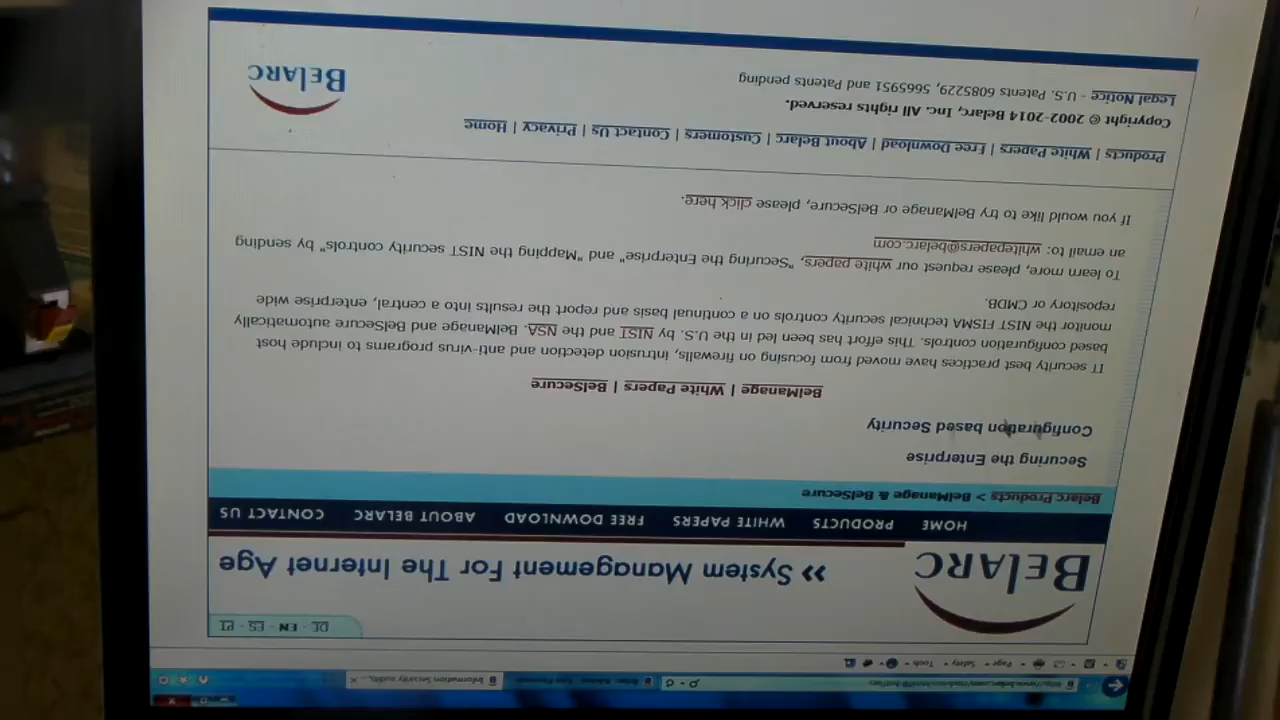 Page Safety Tools
DE · EN · ES · PT
BELARC
›› System Management For The Internet Age
HOME PRODUCTS WHITE PAPERS FREE DOWNLOAD ABOUT BELARC CONTACT US
Belarc Products > BelManage & BelSecure
Securing the Enterprise
Configuration based Security
BelManage | White Papers | BelSecure
IT security best practices have moved from focusing on firewalls, intrusion detection and anti-virus programs to include host
based configuration controls. This effort has been led in the U.S. by NIST and the NSA. BelManage and BelSecure automatically
monitor the NIST FISMA technical security controls on a continual basis and report the results into a central, enterprise wide
repository or CMDB.
To learn more, please request our white papers, "Securing the Enterprise" and "Mapping the NIST security controls" by sending
an email to: whitepapers@belarc.com
If you would like to try BelManage or BelSecure, please click here.
Products | White Papers | Free Download | About Belarc | Customers | Contact Us | Privacy | Home
Copyright © 2002-2014 Belarc, Inc. All rights reserved.
Legal Notice - U.S. Patents 6085229, 5665951 and Patents pending
BELARC